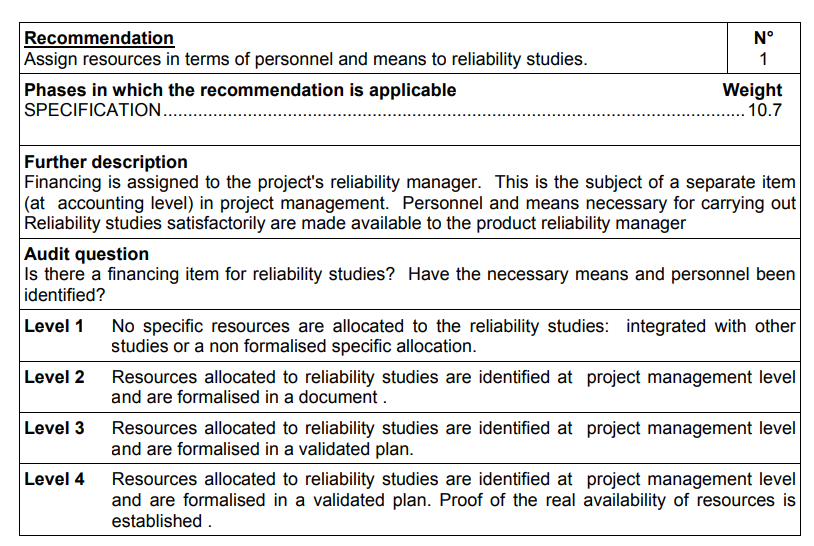 Recommendation N°
Assign resources in terms of personnel and means to reliability studies. 1
Phases in which the recommendation is applicable Weight
SPECIFICATION.................................................................................................................... 10.7
Further description
Financing is assigned to the project's reliability manager. This is the subject of a separate item
(at accounting level) in project management. Personnel and means necessary for carrying out
Reliability studies satisfactorily are made available to the product reliability manager
Audit question
Is there a financing item for reliability studies? Have the necessary means and personnel been
identified?
Level 1 No specific resources are allocated to the reliability studies: integrated with other
studies or a non formalised specific allocation.
Level 2 Resources allocated to reliability studies are identified at project management level
and are formalised in a document .
Level 3 Resources allocated to reliability studies are identified at project management level
and are formalised in a validated plan.
Level 4 Resources allocated to reliability studies are identified at project management level
and are formalised in a validated plan. Proof of the real availability of resources is
established .